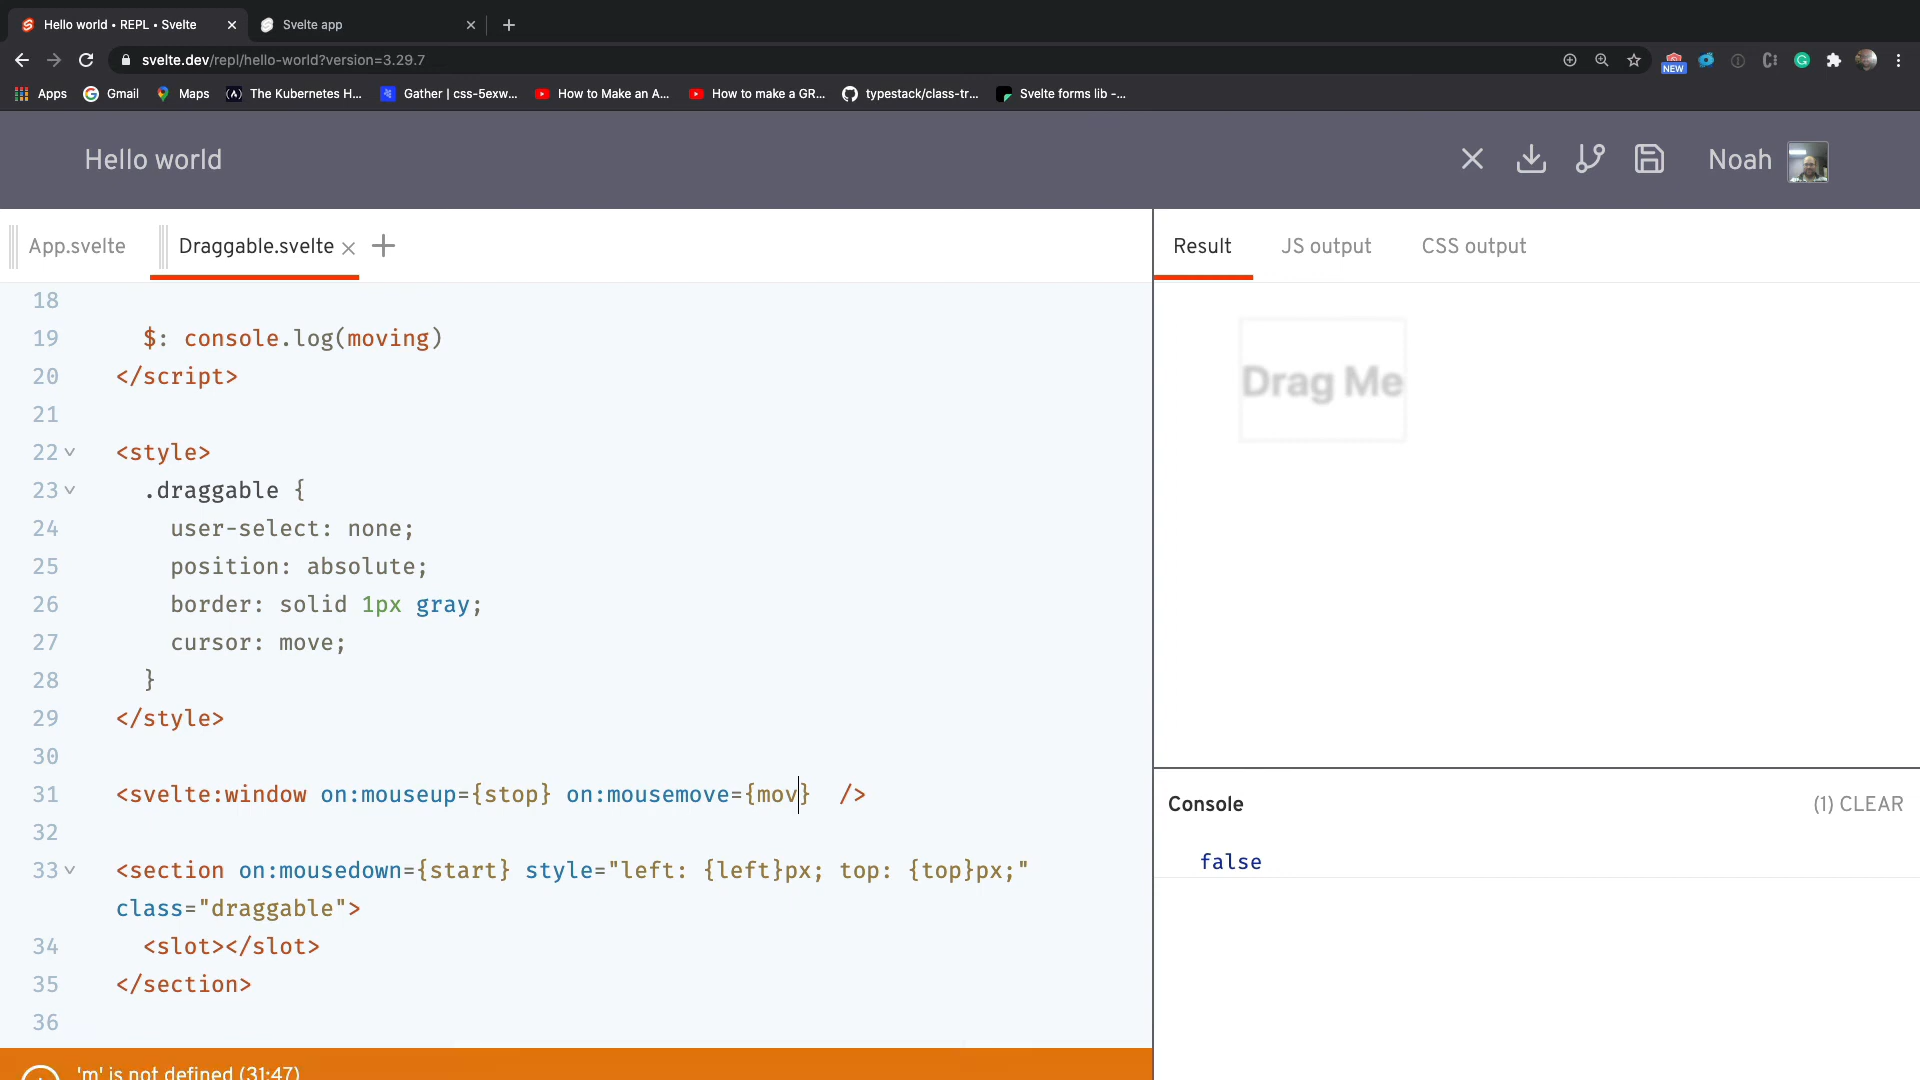 Hello world • REPL • Svelte
Svelte app
svelte.dev/repl/hello-world?version=3.29.7
NEW
Apps
Gmail
Maps
The Kubernetes H...
Gather | css-5exw...
How to Make an A...
How to make a GR...
typestack/class-tr...
Svelte forms lib -...
Hello world
Noah
App.svelte
Draggable.svelte
Result
JS output
CSS output
18
19 $: console.log(moving)
20 </script>
21
22 <style>
23 .draggable {
24 user-select: none;
25 position: absolute;
26 border: solid 1px gray;
27 cursor: move;
28 }
29 </style>
30
31 <svelte:window on:mouseup={stop} on:mousemove={mov}  />
32
33 <section on:mousedown={start} style="left: {left}px; top: {top}px;"
class="draggable">
34 <slot></slot>
35 </section>
36
'm' is not defined (31:47)
Drag Me
Console
(1) CLEAR
false